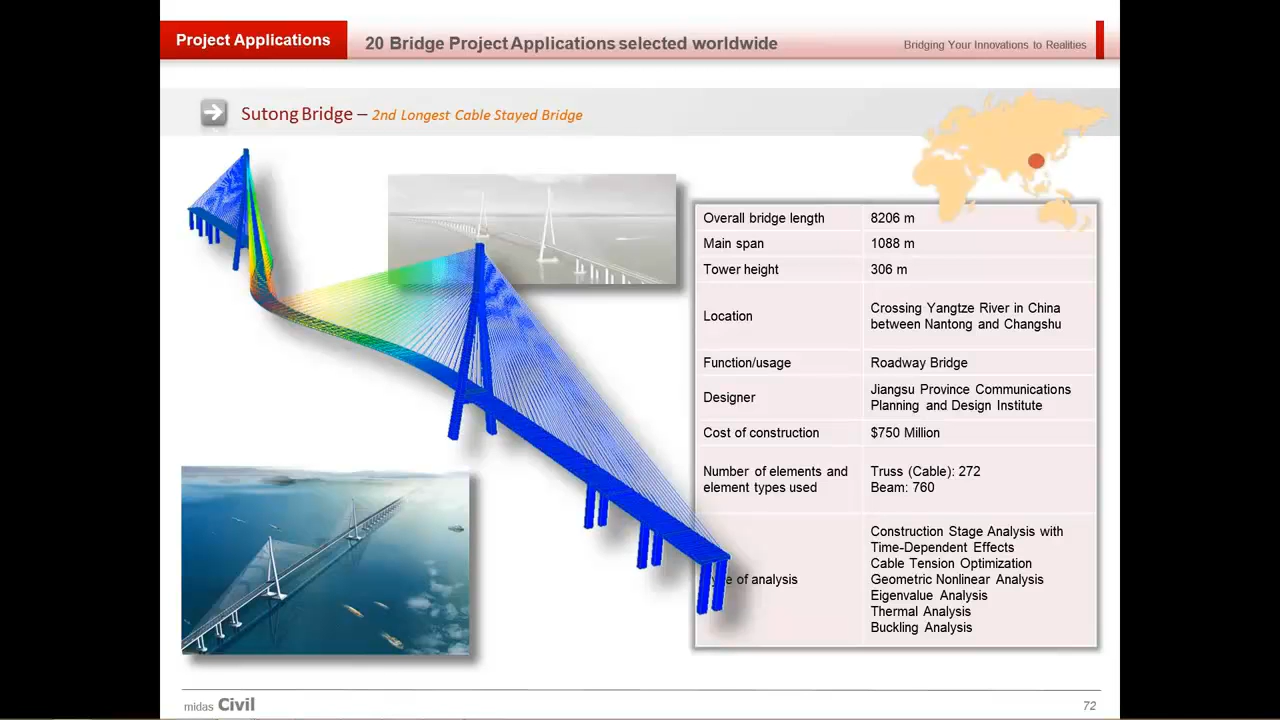 Project Applications
20 Bridge Project Applications selected worldwide
Bridging Your Innovations to Realities
Sutong Bridge – 2nd Longest Cable Stayed Bridge
Overall bridge length 8206 m
Main span 1088 m
Tower height 306 m
Location Crossing Yangtze River in China
between Nantong and Changshu
Function/usage Roadway Bridge
Designer Jiangsu Province Communications
Planning and Design Institute
Cost of construction $750 Million
Number of elements and
element types used
Truss (Cable): 272
Beam: 760
of analysis
Construction Stage Analysis with
Time-Dependent Effects
Cable Tension Optimization
Geometric Nonlinear Analysis
Eigenvalue Analysis
Thermal Analysis
Buckling Analysis
midas Civil
72